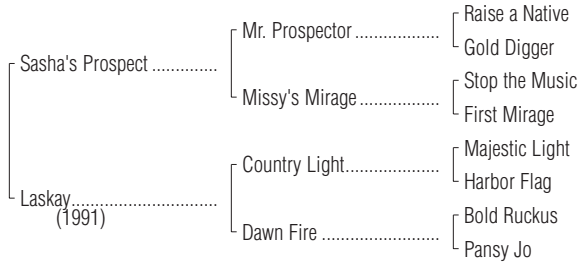 Raise a Native
Mr. Prospector ..................
Gold Digger
Sasha's Prospect .............
Stop the Music
Missy's Mirage .................
First Mirage
Majestic Light
Country Light....................
Harbor Flag
Laskay.............................
(1991)
Bold Ruckus
Dawn Fire .........................
Pansy Jo